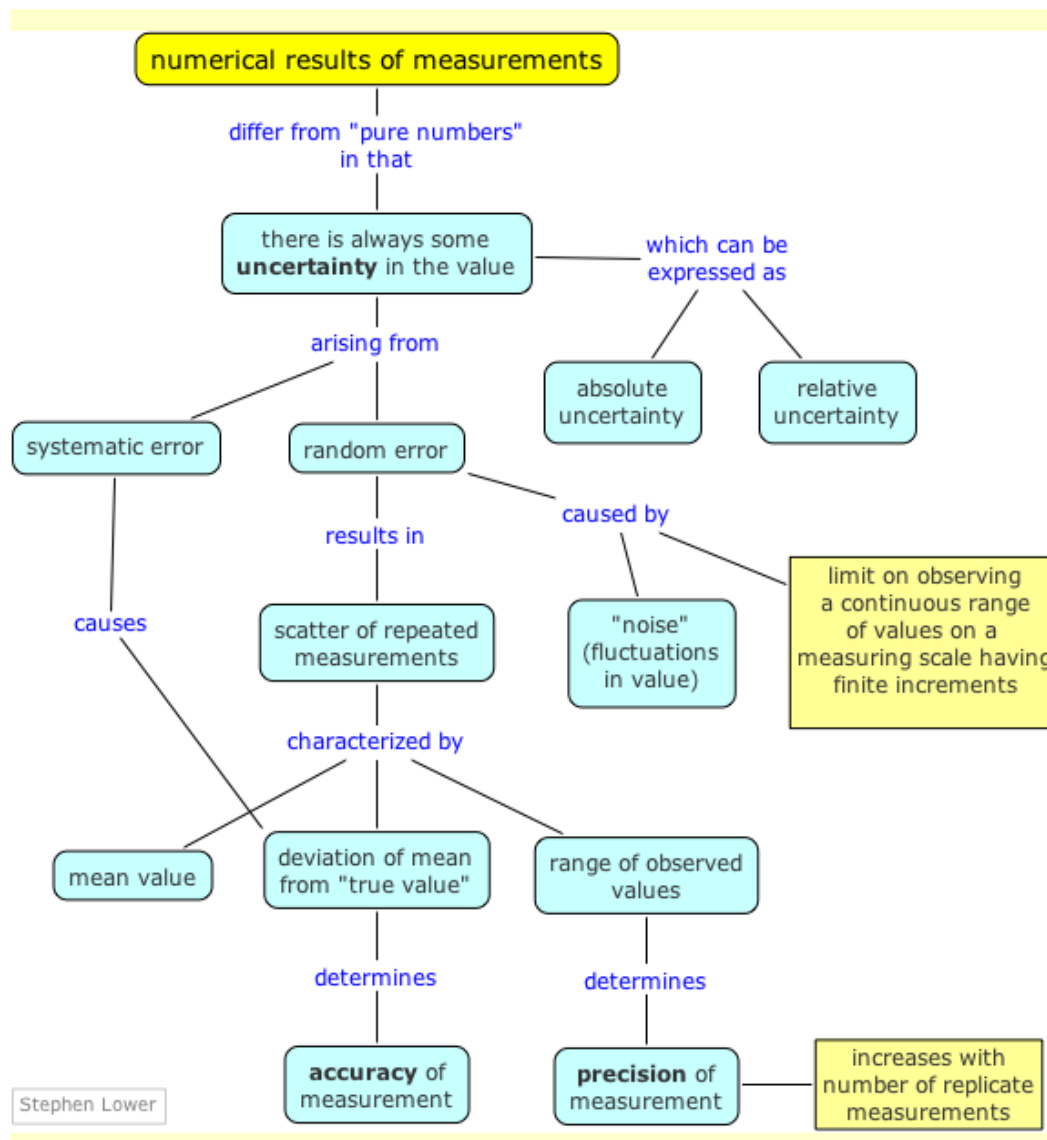 numerical results of measurements
differ from "pure numbers"
in that
there is always some
uncertainty in the value
which can be
expressed as
arising from
absolute
uncertainty
relative
uncertainty
systematic error
random error
results in
caused by
causes
scatter of repeated
measurements
"noise"
(fluctuations
in value)
limit on observing
a continuous range
of values on a
measuring scale having
finite increments
characterized by
mean value
deviation of mean
from "true value"
range of observed
values
determines
determines
accuracy of
measurement
precision of
measurement
increases with
number of replicate
measurements
Stephen Lower